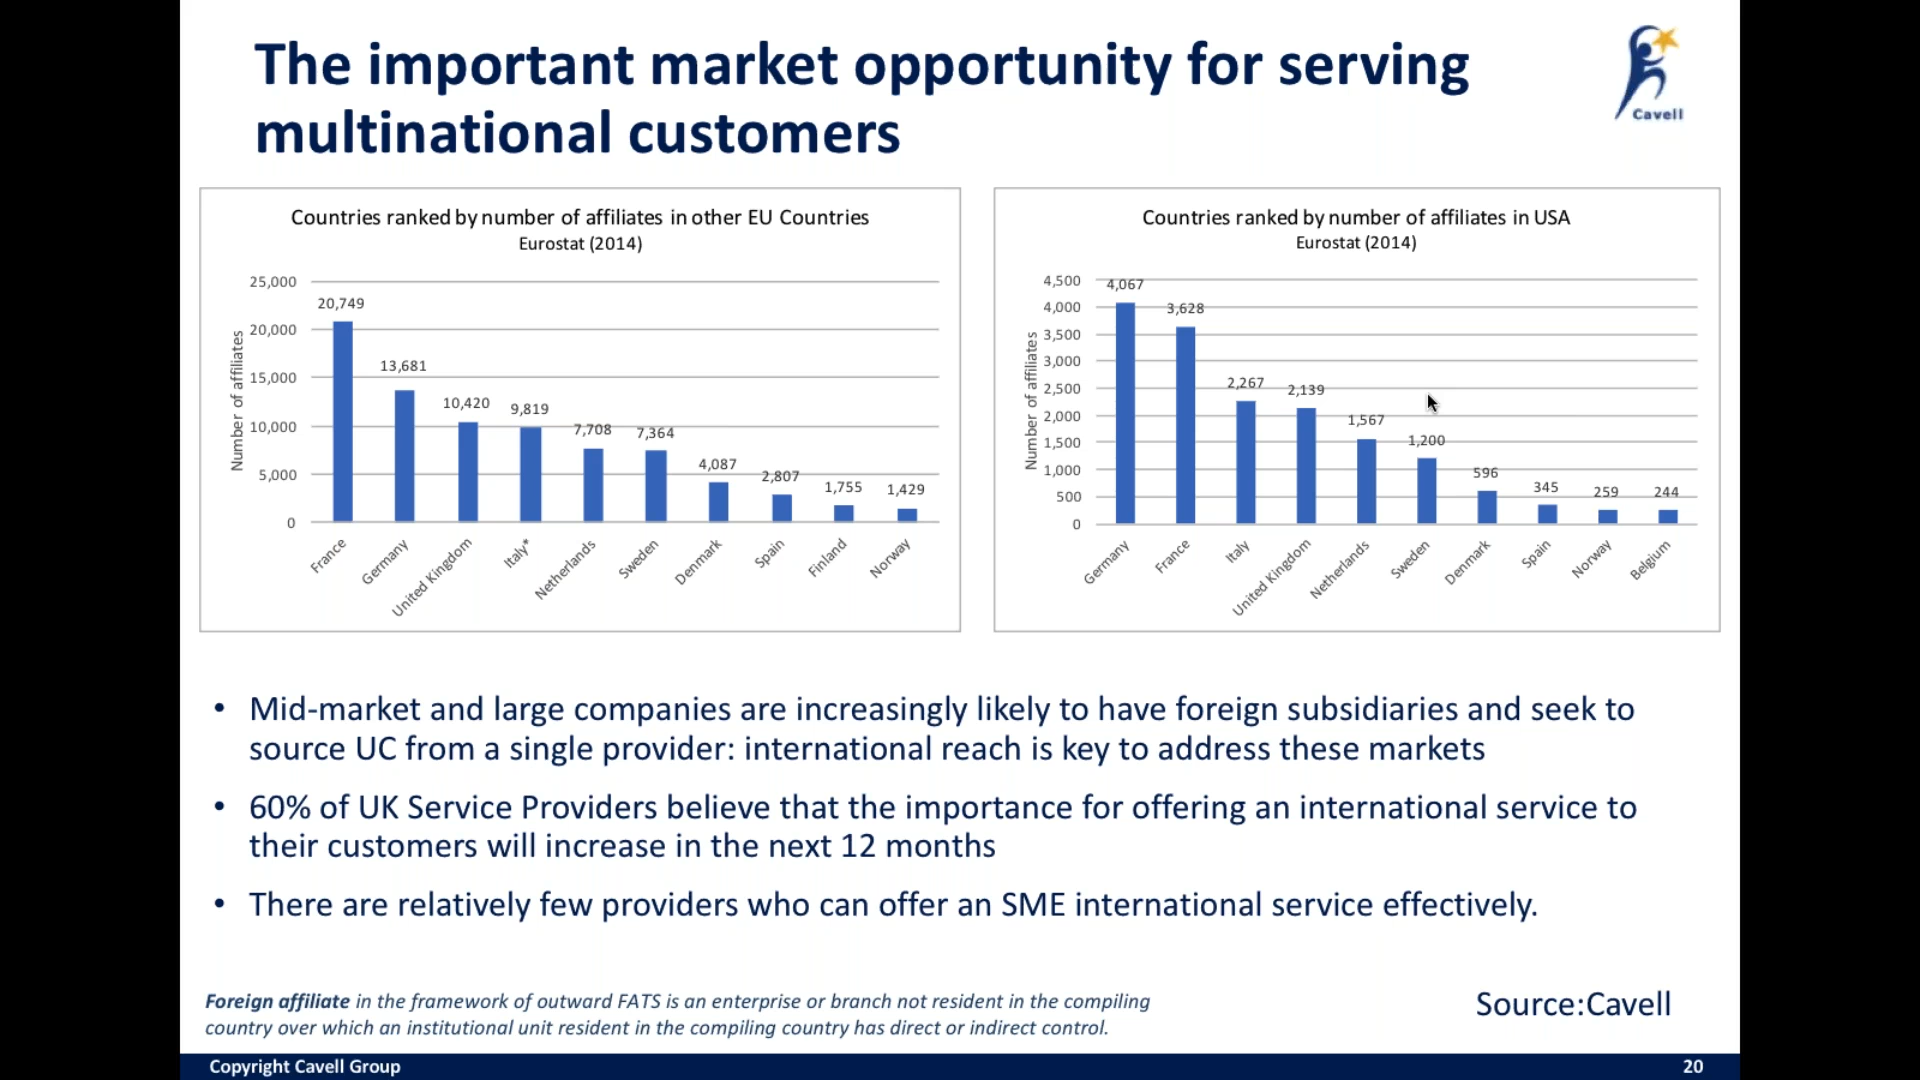 The important market opportunity for serving
multinational customers
Cavell
Countries ranked by number of affiliates in other EU Countries
Eurostat (2014)
Number of affiliates
25,000
20,000
15,000
10,000
5,000
0
20,749
13,681
10,420
9,819
7,708
7,364
4,087
2,807
1,755
1,429
France
Germany
United Kingdom
Italy*
Netherlands
Sweden
Denmark
Spain
Finland
Norway
Countries ranked by number of affiliates in USA
Eurostat (2014)
Number of affiliates
4,500
4,000
3,500
3,000
2,500
2,000
1,500
1,000
500
0
4,067
3,628
2,267
2,139
1,567
1,200
596
345
259
244
Germany
France
Italy
United Kingdom
Netherlands
Sweden
Denmark
Spain
Norway
Belgium
• Mid-market and large companies are increasingly likely to have foreign subsidiaries and seek to
source UC from a single provider: international reach is key to address these markets
• 60% of UK Service Providers believe that the importance for offering an international service to
their customers will increase in the next 12 months
• There are relatively few providers who can offer an SME international service effectively.
Foreign affiliate in the framework of outward FATS is an enterprise or branch not resident in the compiling
country over which an institutional unit resident in the compiling country has direct or indirect control.
Source:Cavell
Copyright Cavell Group
20